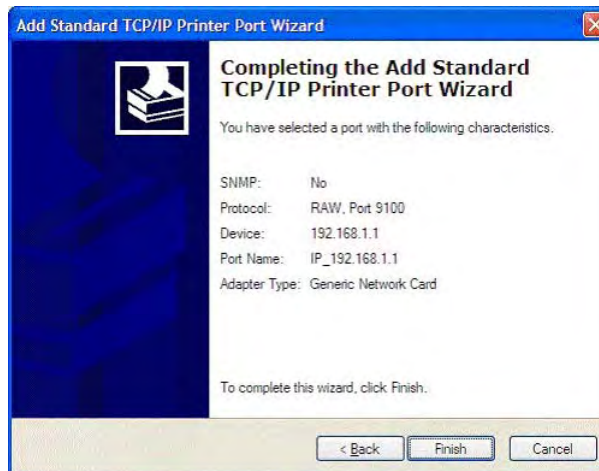 Add Standard TCP/IP Printer Port Wizard
Completing the Add Standard
TCP/IP Printer Port Wizard
You have selected a port with the following characteristics.
SNMP: No
Protocol: RAW, Port 9100
Device: 192.168.1.1
Port Name: IP_192.168.1.1
Adapter Type: Generic Network Card
To complete this wizard, click Finish.
< Back Finish Cancel